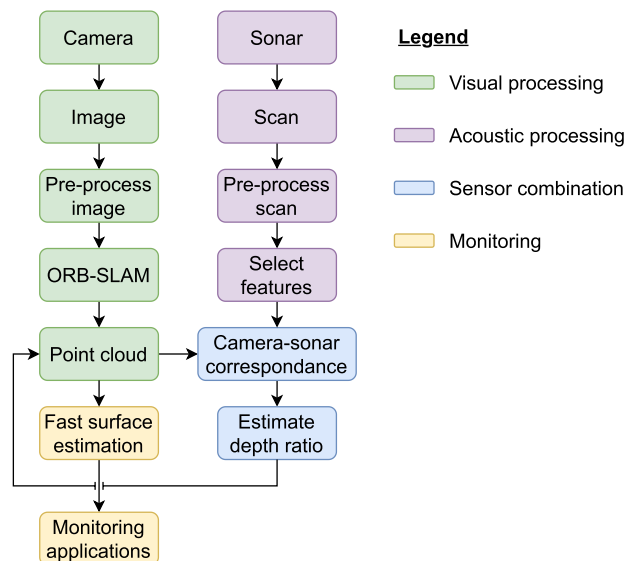 Camera
Sonar
Legend
Image
Scan
Visual processing
Acoustic processing
Pre-process
image
Pre-process
scan
Sensor combination
Monitoring
ORB-SLAM
Select
features
Point cloud
Camera-sonar
correspondance
Fast surface
estimation
Estimate
depth ratio
Monitoring
applications